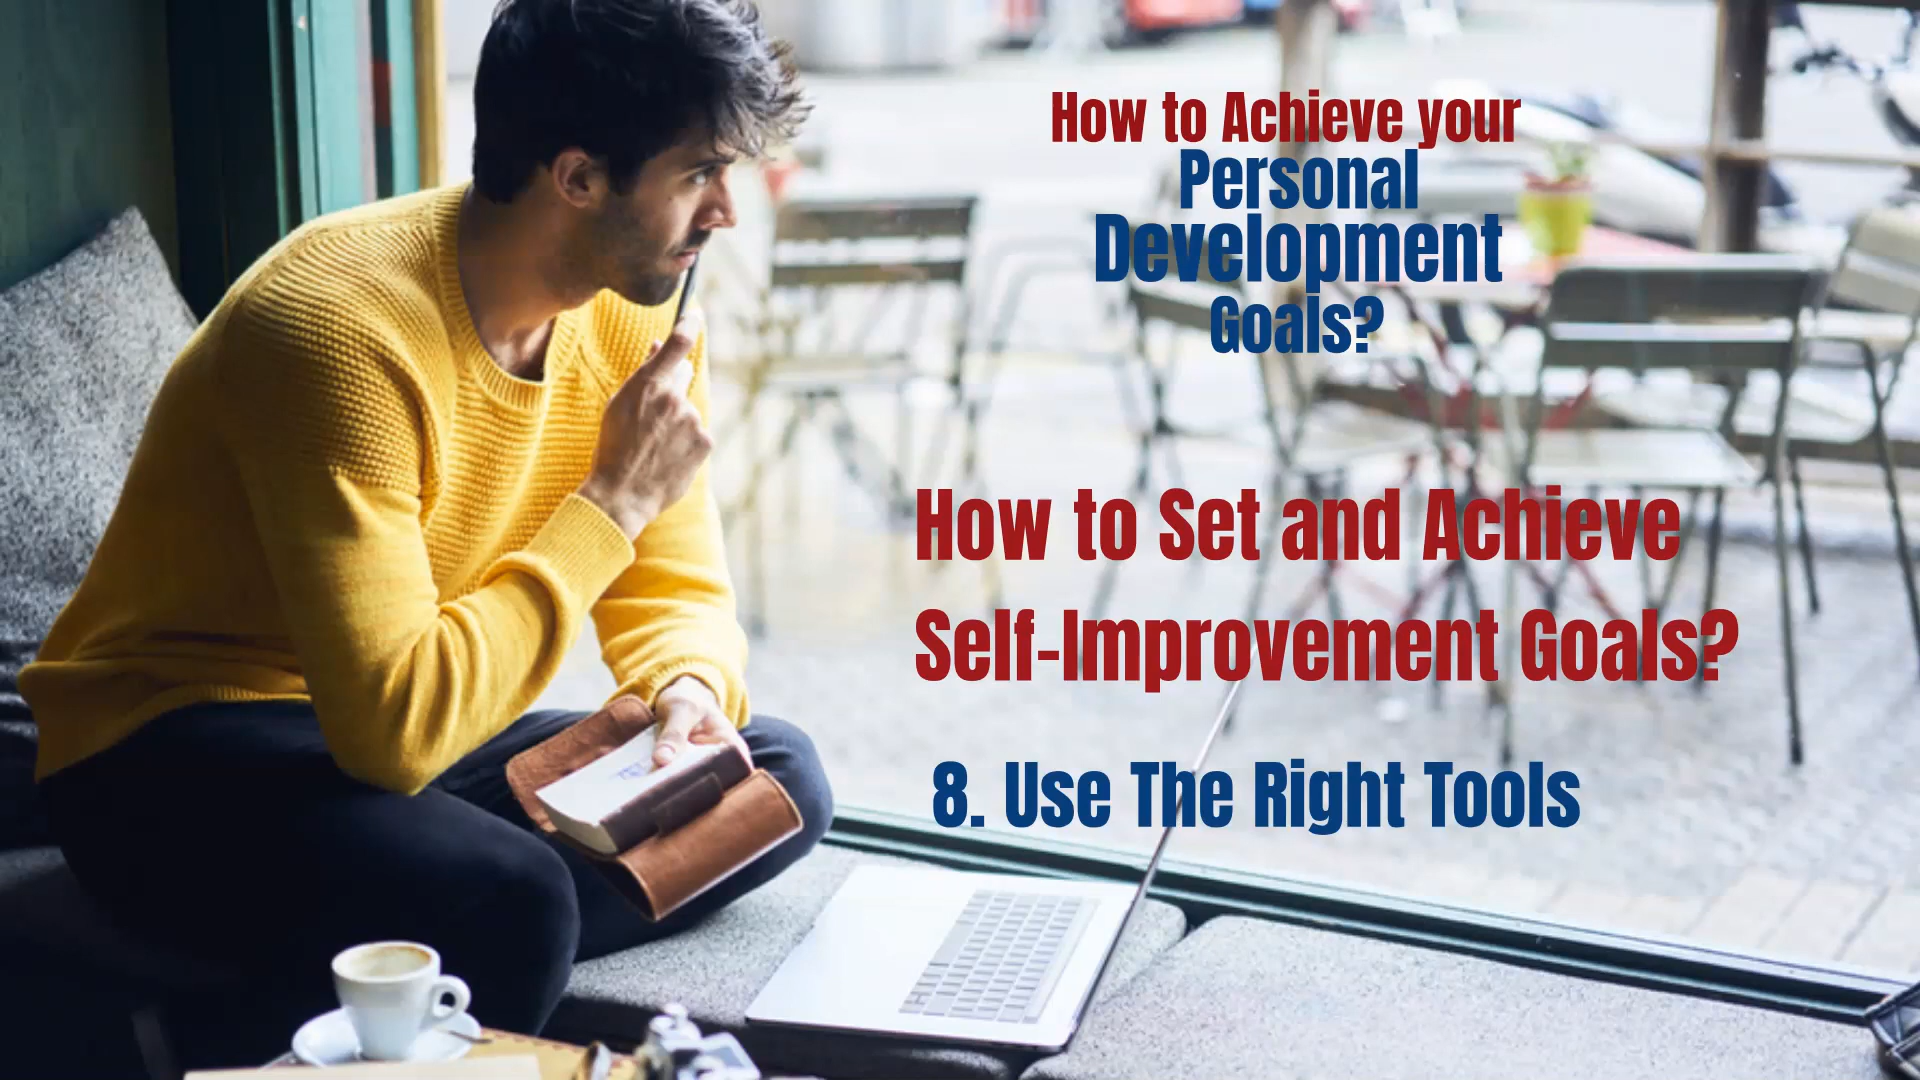 How to Achieve your
Personal
Development
Goals?
How to Set and Achieve
Self-Improvement Goals?
8. Use The Right Tools